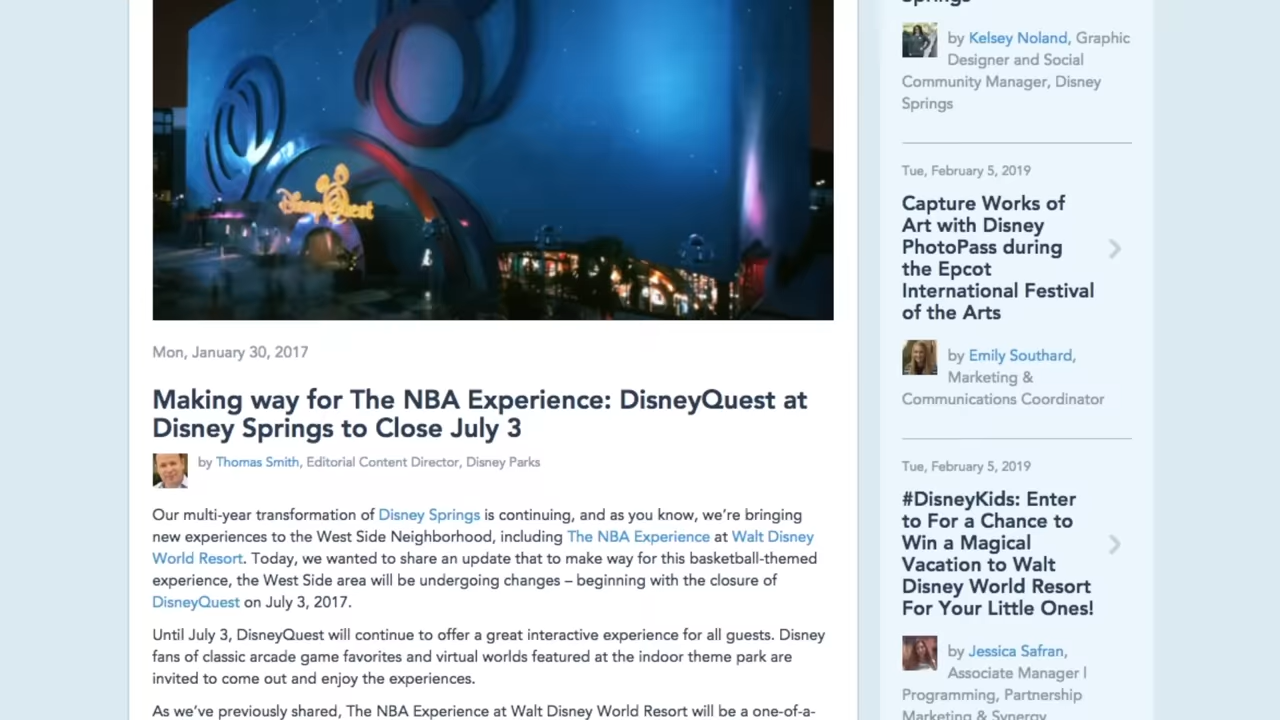 Disney Quest
Mon, January 30, 2017
Making way for The NBA Experience: DisneyQuest at
Disney Springs to Close July 3
by Thomas Smith, Editorial Content Director, Disney Parks
Our multi-year transformation of Disney Springs is continuing, and as you know, we’re bringing
new experiences to the West Side Neighborhood, including The NBA Experience at Walt Disney
World Resort. Today, we wanted to share an update that to make way for this basketball-themed
experience, the West Side area will be undergoing changes – beginning with the closure of
DisneyQuest on July 3, 2017.
Until July 3, DisneyQuest will continue to offer a great interactive experience for all guests. Disney
fans of classic arcade game favorites and virtual worlds featured at the indoor theme park are
invited to come out and enjoy the experiences.
As we’ve previously shared, The NBA Experience at Walt Disney World Resort will be a one-of-a-
Springs
by Kelsey Noland, Graphic
Designer and Social
Community Manager, Disney
Springs
Tue, February 5, 2019
Capture Works of
Art with Disney
PhotoPass during
the Epcot
International Festival
of the Arts
by Emily Southard,
Marketing &
Communications Coordinator
Tue, February 5, 2019
#DisneyKids: Enter
to For a Chance to
Win a Magical
Vacation to Walt
Disney World Resort
For Your Little Ones!
by Jessica Safran,
Associate Manager |
Programming, Partnership
Marketing & Synergy